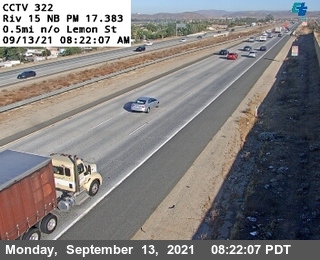 CCTV 322
Riv 15 NB PM 17.383
0.5mi n/o Lemon St
09/13/21 08:22:07 AM
Monday, September 13, 2021 08:22:07 PDT